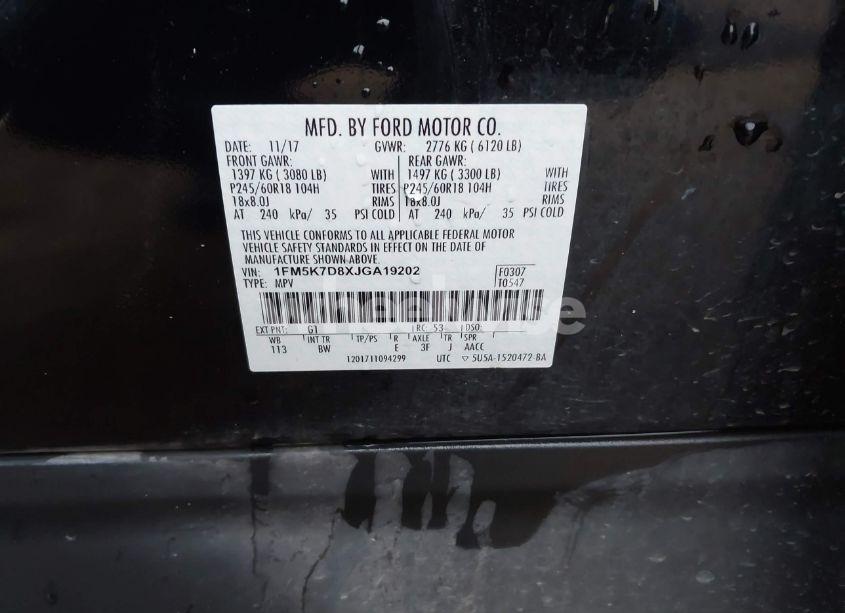 MFD. BY FORD MOTOR CO.
DATE: 11/17 GVWR: 2776 KG ( 6120 LB)
FRONT GAWR: REAR GAWR:
1397 KG ( 3080 LB) WITH 1497 KG ( 3300 LB) WITH
P245/60R18 104H TIRES P245/60R18 104H TIRES
18x8.0J RIMS 18x8.0J RIMS
AT 240 kPa/ 35 PSI COLD AT 240 kPa/ 35 PSI COLD
THIS VEHICLE CONFORMS TO ALL APPLICABLE FEDERAL MOTOR
VEHICLE SAFETY STANDARDS IN EFFECT ON THE DATE OF
MANUFACTURE SHOWN ABOVE.
VIN: 1FM5K7D8XJGA19202 F0307
TYPE: MPV T0547
EXT PNT: G1 RC: 53 DSO:
WB INT TR TP/PS R AXLE TR SPR
113 BW E 3F J AACC
1201711094299 UTC ▽ 5U5A-1520472-BA